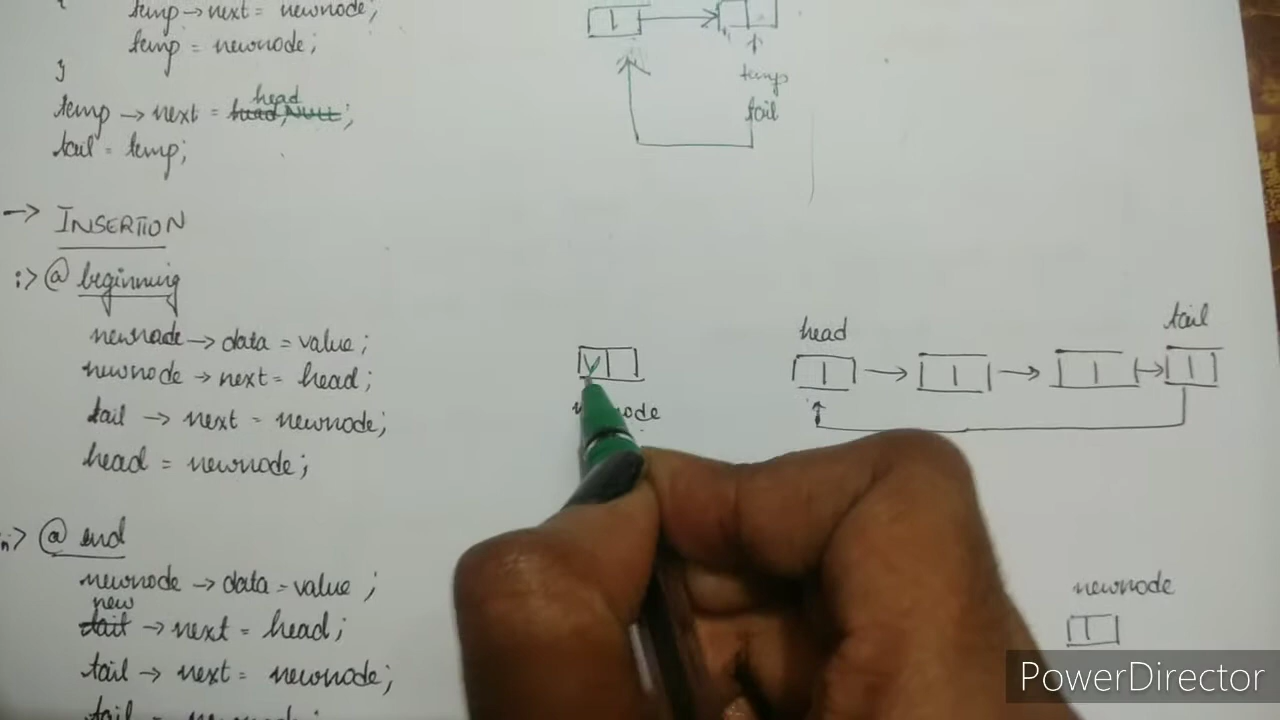 temp → next = newnode;
temp = newnode;
}
head
temp → next = head, NULL;
tail = temp;
temp
tail
→ INSERTION
i:> @ beginning
newnode → data = value;
newnode → next = head;
tail → next = newnode;
head = newnode;
V
head
tail
@ end
newnode → data = value;
new
tail → next = head;
tail → next = newnode;
newnode
PowerDirector